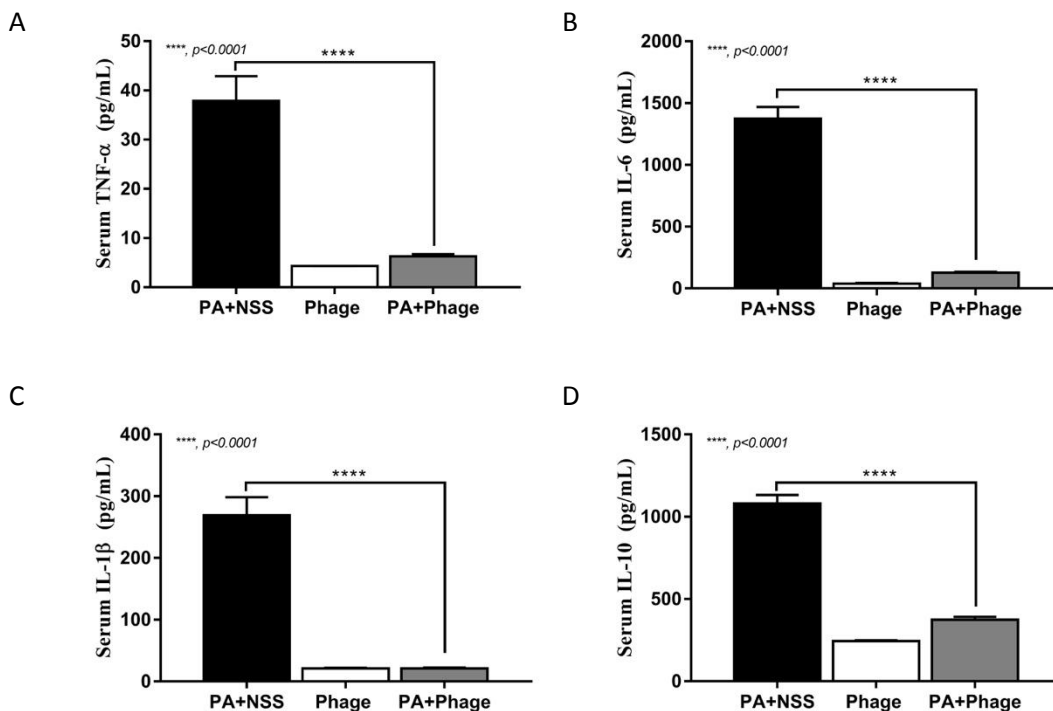 A
****, p<0.0001
****
Serum TNF-α (pg/mL)
50
40
30
20
10
0
PA+NSS Phage PA+Phage
B
****, p<0.0001
****
Serum IL-6 (pg/mL)
2000
1500
1000
500
0
PA+NSS Phage PA+Phage
C
****, p<0.0001
****
Serum IL-1β (pg/mL)
400
300
200
100
0
PA+NSS Phage PA+Phage
D
****, p<0.0001
****
Serum IL-10 (pg/mL)
1500
1000
500
0
PA+NSS Phage PA+Phage